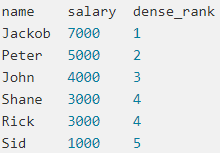 name salary dense_rank
Jackob 7000 1
Peter 5000 2
John 4000 3
Shane 3000 4
Rick 3000 4
Sid 1000 5